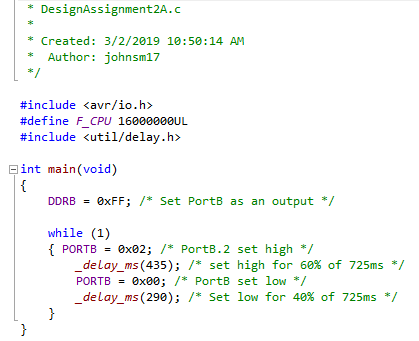 * DesignAssignment2A.c
*
* Created: 3/2/2019 10:50:14 AM
* Author: johnsm17
*/
#include <avr/io.h>
#define F_CPU 16000000UL
#include <util/delay.h>
int main(void)
{
DDRB = 0xFF; /* Set PortB as an output */
while (1)
{ PORTB = 0x02; /* PortB.2 set high */
_delay_ms(435); /* set high for 60% of 725ms */
PORTB = 0x00; /* PortB set low */
_delay_ms(290); /* Set low for 40% of 725ms */
}
}